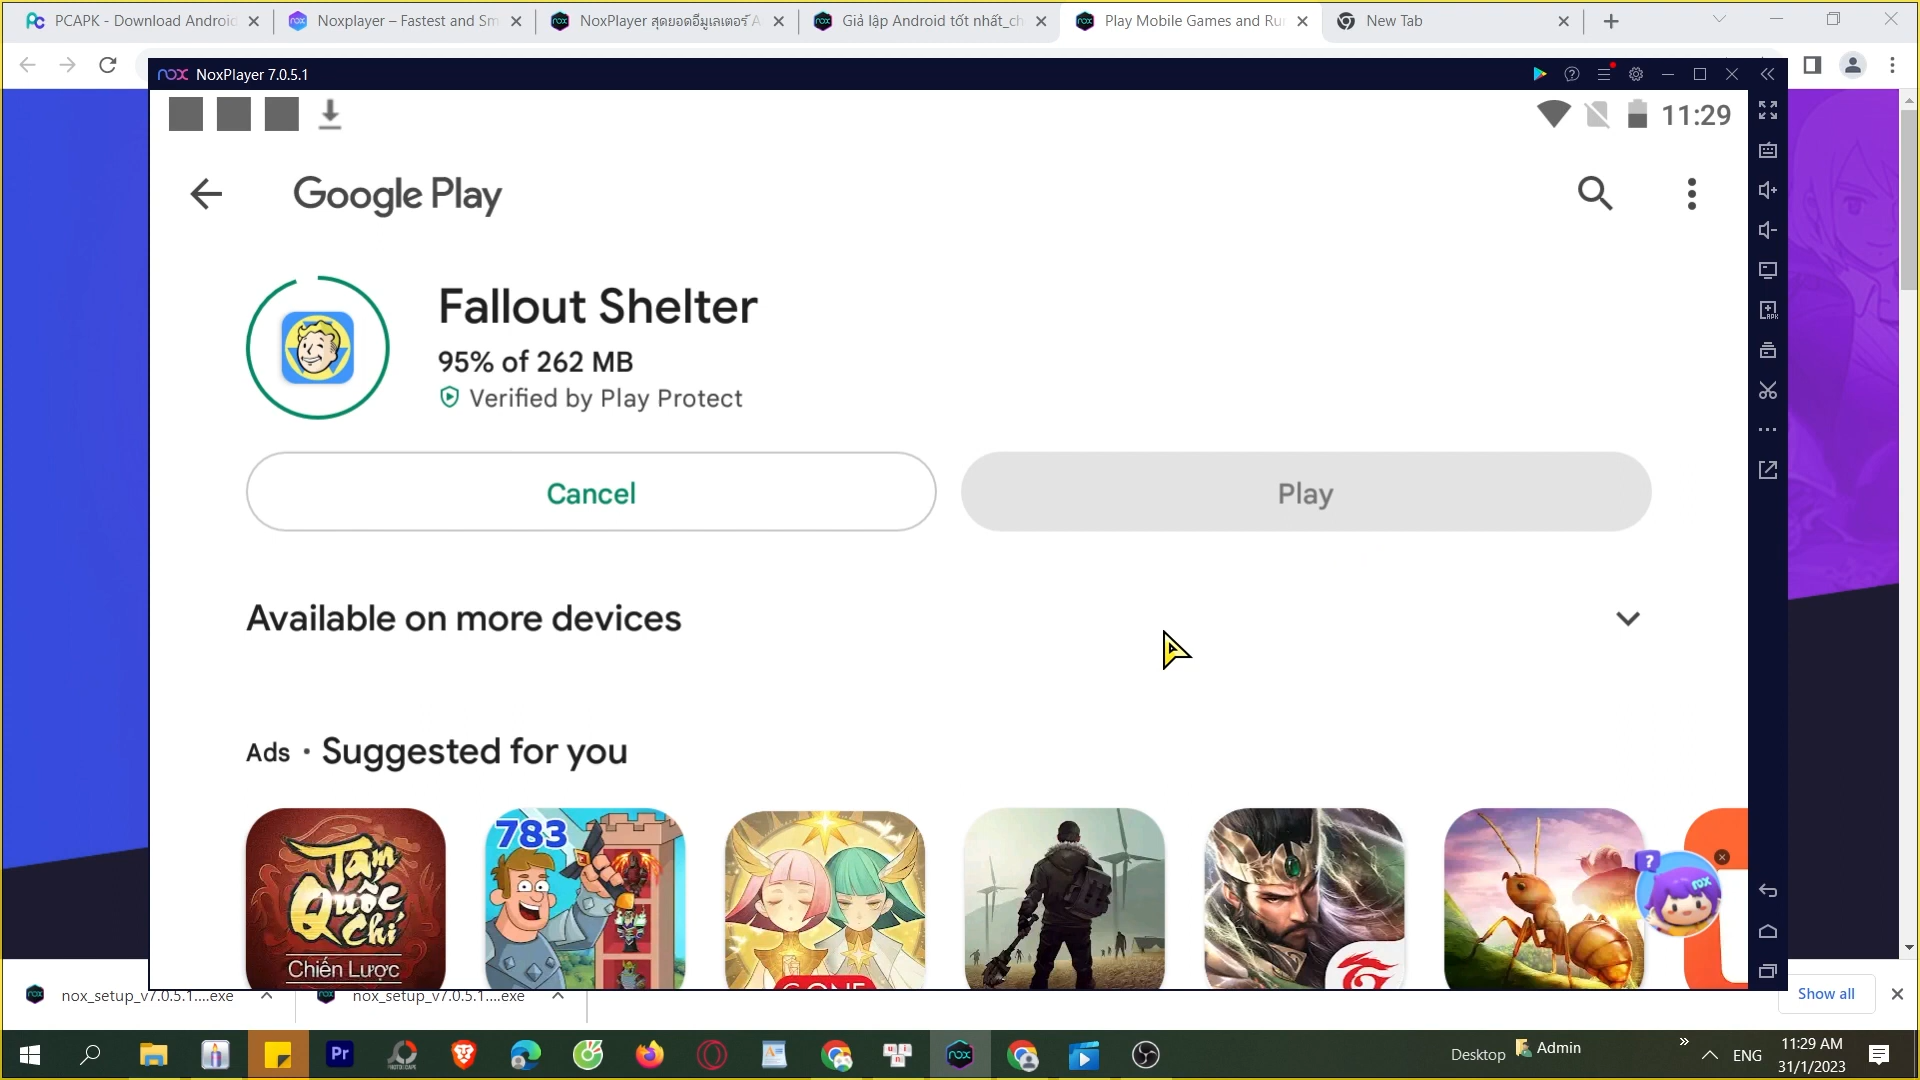 PCAPK - Download Android
Noxplayer – Fastest and Sm
NoxPlayer สุดยอดอีมูเลเตอร์ A
Giả lập Android tốt nhất_ch
Play Mobile Games and Ru
New Tab
nox NoxPlayer 7.0.5.1
11:29
Google Play
Fallout Shelter
95% of 262 MB
Verified by Play Protect
Cancel
Play
Available on more devices
Ads · Suggested for you
Tam Quốc Chí
Chiến Lược
783
nox_setup_v7.0.5.1....exe
nox_setup_v7.0.5.1....exe
Show all
Pr
nox
Desktop
Admin
ENG
11:29 AM
31/1/2023